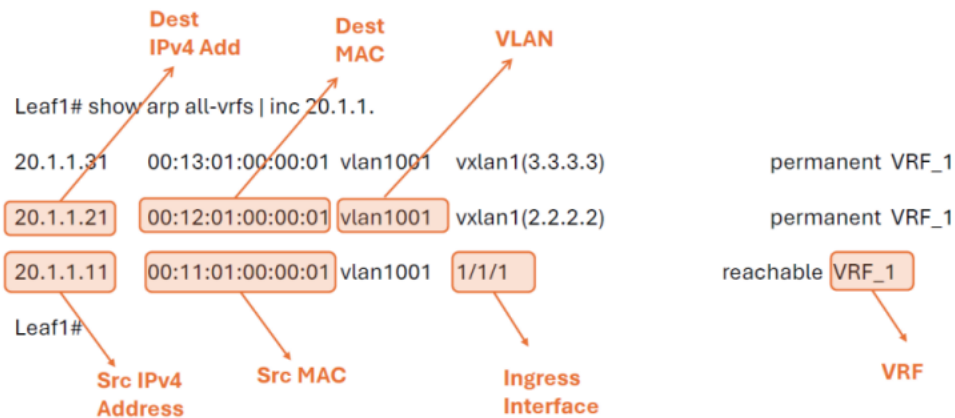 Dest
IPv4 Add
Dest
MAC
VLAN
Leaf1# show arp all-vrfs | inc 20.1.1.
20.1.1.31 00:13:01:00:00:01 vlan1001 vxlan1(3.3.3.3) permanent VRF_1
20.1.1.21 00:12:01:00:00:01 vlan1001 vxlan1(2.2.2.2) permanent VRF_1
20.1.1.11 00:11:01:00:00:01 vlan1001 1/1/1 reachable VRF_1
Leaf1#
Src IPv4
Address
Src MAC
Ingress
Interface
VRF